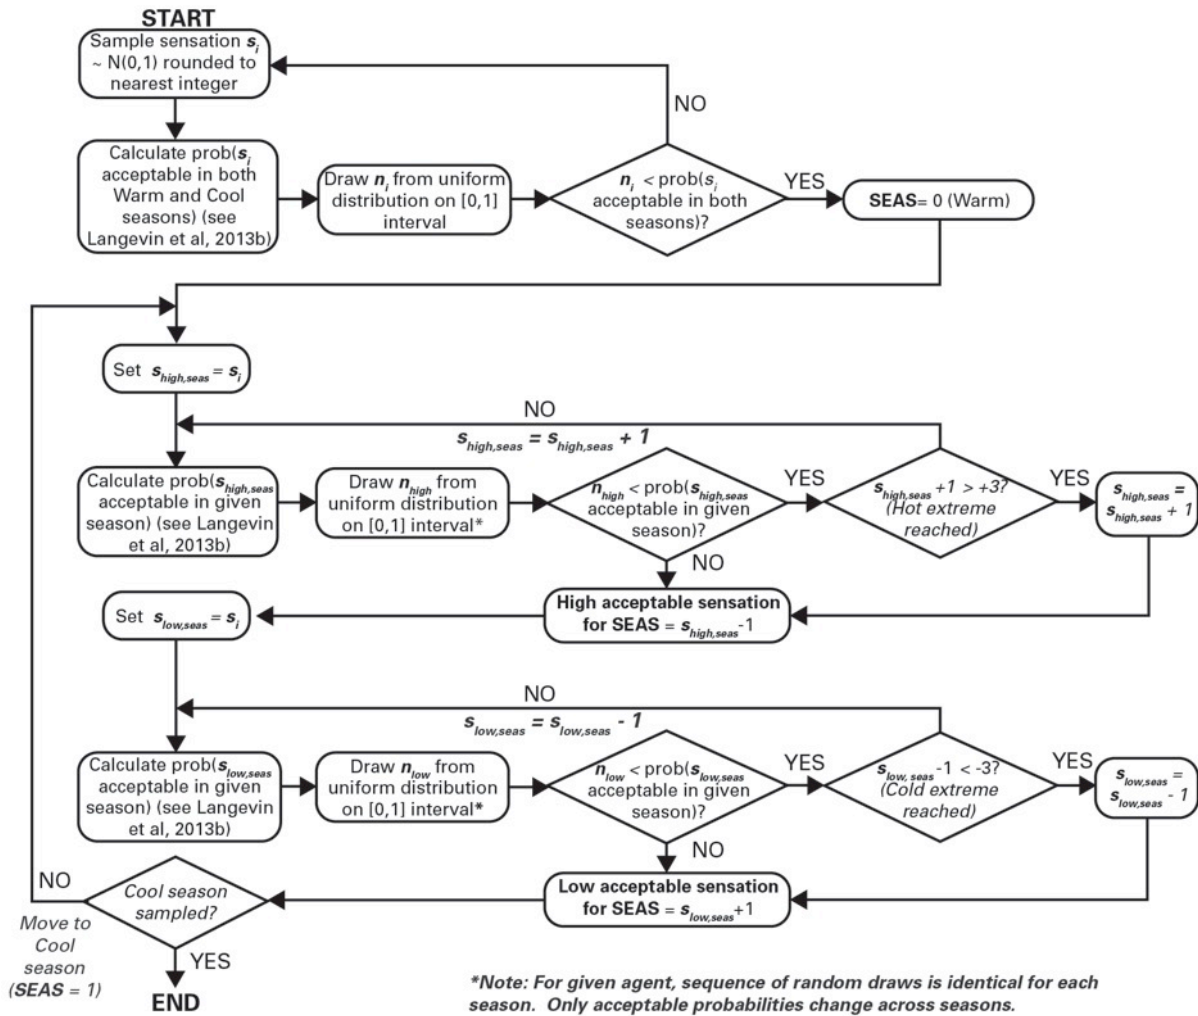 START
Sample sensation s_i
~ N(0,1) rounded to
nearest integer
NO
Calculate prob(s_i
acceptable in both
Warm and Cool
seasons) (see
Langevin et al, 2013b)
Draw n_i from uniform
distribution on [0,1]
interval
n_i < prob(s_i
acceptable in both
seasons)?
YES
SEAS= 0 (Warm)
Set s_high,seas = s_i
NO
s_high,seas = s_high,seas + 1
Calculate prob(s_high,seas
acceptable in given
season) (see Langevin
et al, 2013b)
Draw n_high from
uniform distribution
on [0,1] interval*
n_high < prob(s_high,seas
acceptable in given
season)?
YES
s_high,seas +1 > +3?
(Hot extreme
reached)
YES
s_high,seas =
s_high,seas + 1
NO
High acceptable sensation
for SEAS = s_high,seas -1
Set s_low,seas = s_i
NO
s_low,seas = s_low,seas - 1
Calculate prob(s_low,seas
acceptable in given
season) (see Langevin
et al, 2013b)
Draw n_low from
uniform distribution
on [0,1] interval*
n_low < prob(s_low,seas
acceptable in given
season)?
YES
s_low, seas -1 < -3?
(Cold extreme
reached)
YES
s_low,seas =
s_low,seas - 1
NO
Low acceptable sensation
for SEAS = s_low,seas +1
Cool season
sampled?
NO
Move to
Cool
season
(SEAS = 1)
YES
END
*Note: For given agent, sequence of random draws is identical for each
season. Only acceptable probabilities change across seasons.